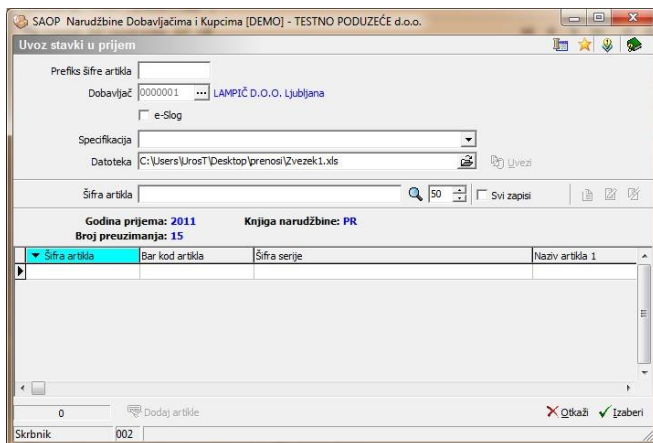 SAOP Narudžbine Dobavljačima i Kupcima [DEMO] - TESTNO PODUZEĆE d.o.o.
Uvoz stavki u prijem
Prefiks šifre artikla
Dobavljač 0000001 ... LAMPIČ D.O.O. Ljubljana
e-Slog
Specifikacija
Datoteka C:\Users\UrosT\Desktop\prenosi\Zvezek1.xls Uvezi
Šifra artikla 50 Svi zapisi
Godina prijema: 2011 Knjiga narudžbine: PR
Broj preuzimanja: 15
Šifra artikla Bar kod artikla Šifra serije Naziv artikla 1
0 Dodaj artikle Otkaži Izaberi
Skrbnik 002